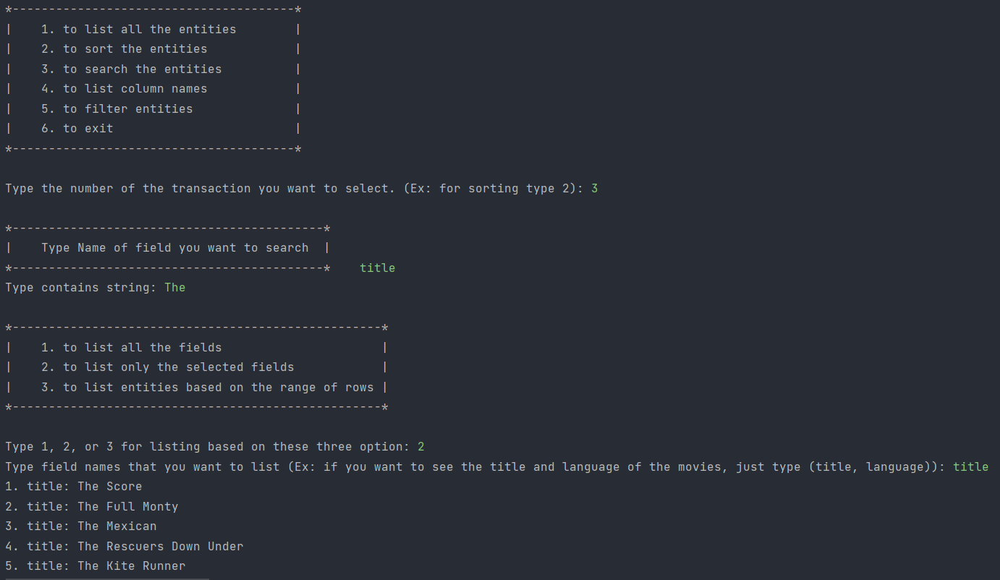 *---------------------------------------*
|    1. to list all the entities        |
|    2. to sort the entities            |
|    3. to search the entities          |
|    4. to list column names            |
|    5. to filter entities              |
|    6. to exit                         |
*---------------------------------------*
Type the number of the transaction you want to select. (Ex: for sorting type 2): 3
*-------------------------------------------*
|    Type Name of field you want to search  |
*-------------------------------------------*    title
Type contains string: The
*---------------------------------------------------*
|    1. to list all the fields                      |
|    2. to list only the selected fields            |
|    3. to list entities based on the range of rows |
*---------------------------------------------------*
Type 1, 2, or 3 for listing based on these three option: 2
Type field names that you want to list (Ex: if you want to see the title and language of the movies, just type (title, language)): title
1. title: The Score
2. title: The Full Monty
3. title: The Mexican
4. title: The Rescuers Down Under
5. title: The Kite Runner